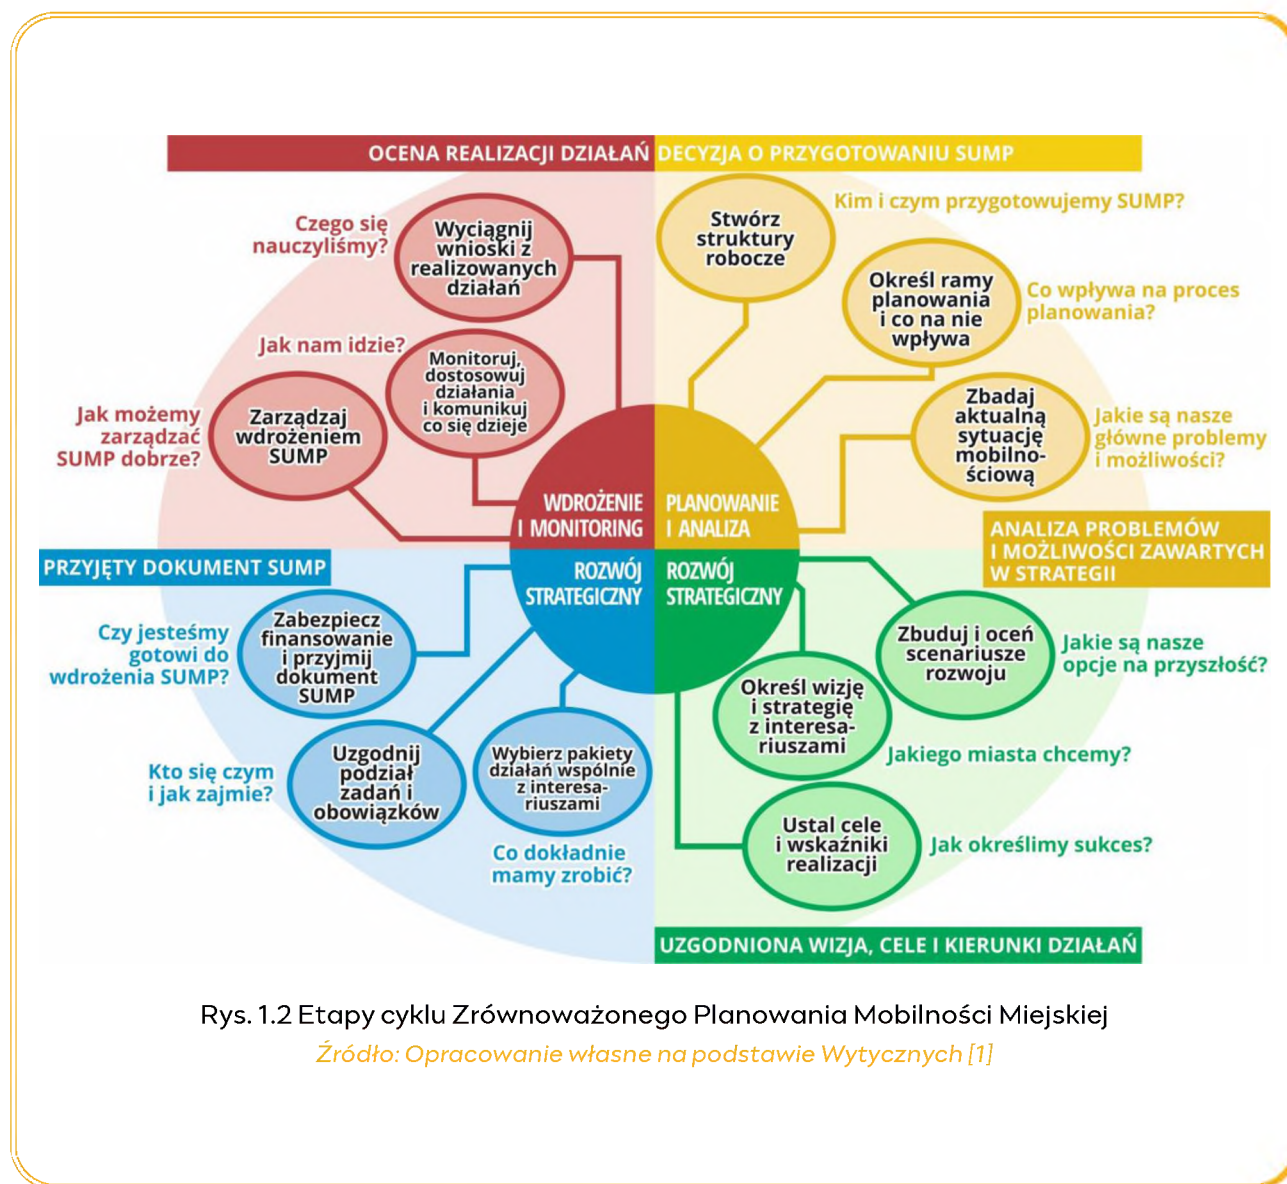 OCENA REALIZACJI DZIAŁAŃ
DECYZJA O PRZYGOTOWANIU SUMP
Stwórz
struktury
robocze
Kim i czym przygotowujemy SUMP?
Określ ramy
planowania
i co na nie
wpływa
Co wpływa na proces
planowania?
Zbadaj
aktualną
sytuację
mobilno-
ściową
Jakie są nasze
główne problemy
i możliwości?
PLANOWANIE
I ANALIZA
ANALIZA PROBLEMÓW
I MOŻLIWOŚCI ZAWARTYCH
W STRATEGII
ROZWÓJ
STRATEGICZNY
Zbuduj i oceń
scenariusze
rozwoju
Jakie są nasze
opcje na przyszłość?
Określ wizję
i strategię
z interesa-
riuszami
Jakiego miasta chcemy?
Ustal cele
i wskaźniki
realizacji
Jak określimy sukces?
UZGODNIONA WIZJA, CELE I KIERUNKI DZIAŁAŃ
ROZWÓJ
STRATEGICZNY
Wybierz pakiety
działań wspólnie
z interesa-
riuszami
Co dokładnie
mamy zrobić?
Uzgodnij
podział
zadań i
obowiązków
Kto się czym
i jak zajmie?
Zabezpiecz
finansowanie
i przyjmij
dokument
SUMP
Czy jesteśmy
gotowi do
wdrożenia SUMP?
PRZYJĘTY DOKUMENT SUMP
WDROŻENIE
I MONITORING
Zarządzaj
wdrożeniem
SUMP
Jak możemy
zarządzać
SUMP dobrze?
Monitoruj,
dostosowuj
działania
i komunikuj
co się dzieje
Jak nam idzie?
Wyciągnij
wnioski z
realizowanych
działań
Czego się
nauczyliśmy?
Rys. 1.2 Etapy cyklu Zrównoważonego Planowania Mobilności Miejskiej
Źródło: Opracowanie własne na podstawie Wytycznych [1]